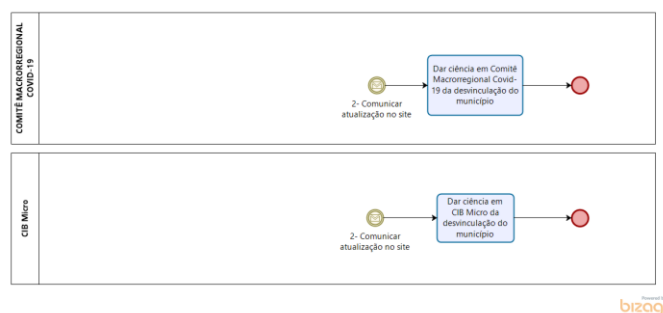 COMITÊ MACRORREGIONAL
COVID-19
2- Comunicar
atualização no site
Dar ciência em Comitê
Macrorregional Covid-
19 da desvinculação do
município
CIB Micro
2- Comunicar
atualização no site
Dar ciência em
CIB Micro da
desvinculação do
município
Powered
bizagi